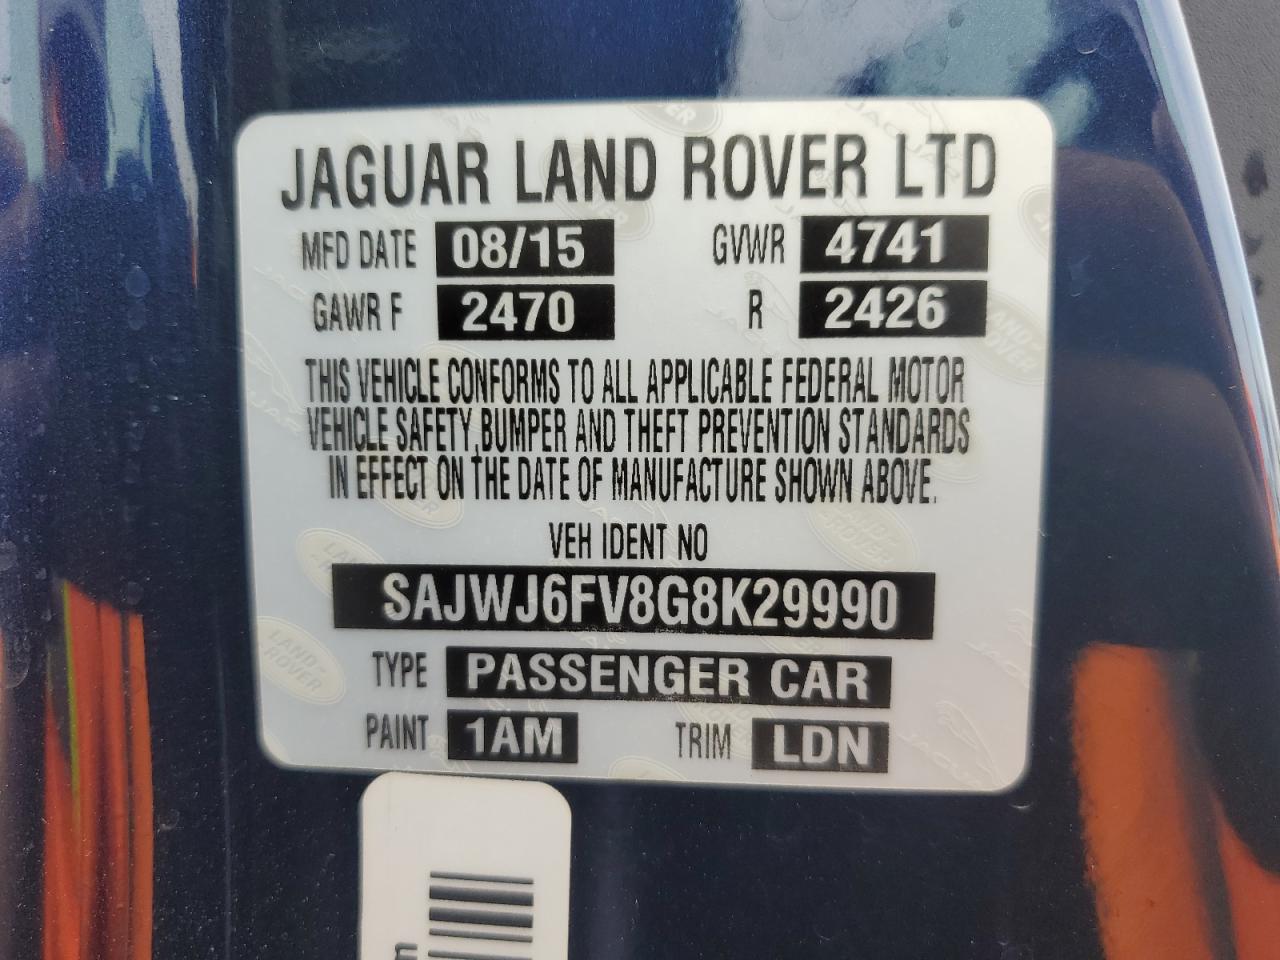 JAGUAR LAND ROVER LTD
MFD DATE 08/15 GVWR 4741
GAWR F 2470 R 2426
THIS VEHICLE CONFORMS TO ALL APPLICABLE FEDERAL MOTOR
VEHICLE SAFETY, BUMPER AND THEFT PREVENTION STANDARDS
IN EFFECT ON THE DATE OF MANUFACTURE SHOWN ABOVE.
VEH IDENT NO
SAJWJ6FV8G8K29990
TYPE PASSENGER CAR
PAINT 1AM TRIM LDN